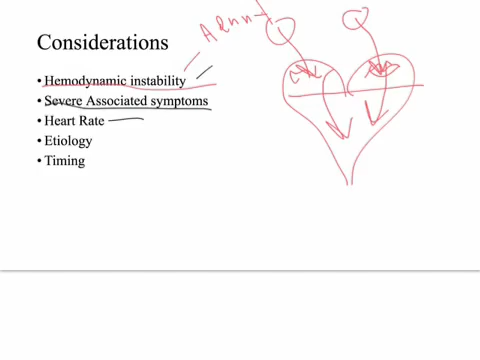 Considerations
• Hemodynamic instability
• Severe Associated symptoms
• Heart Rate
• Etiology
• Timing